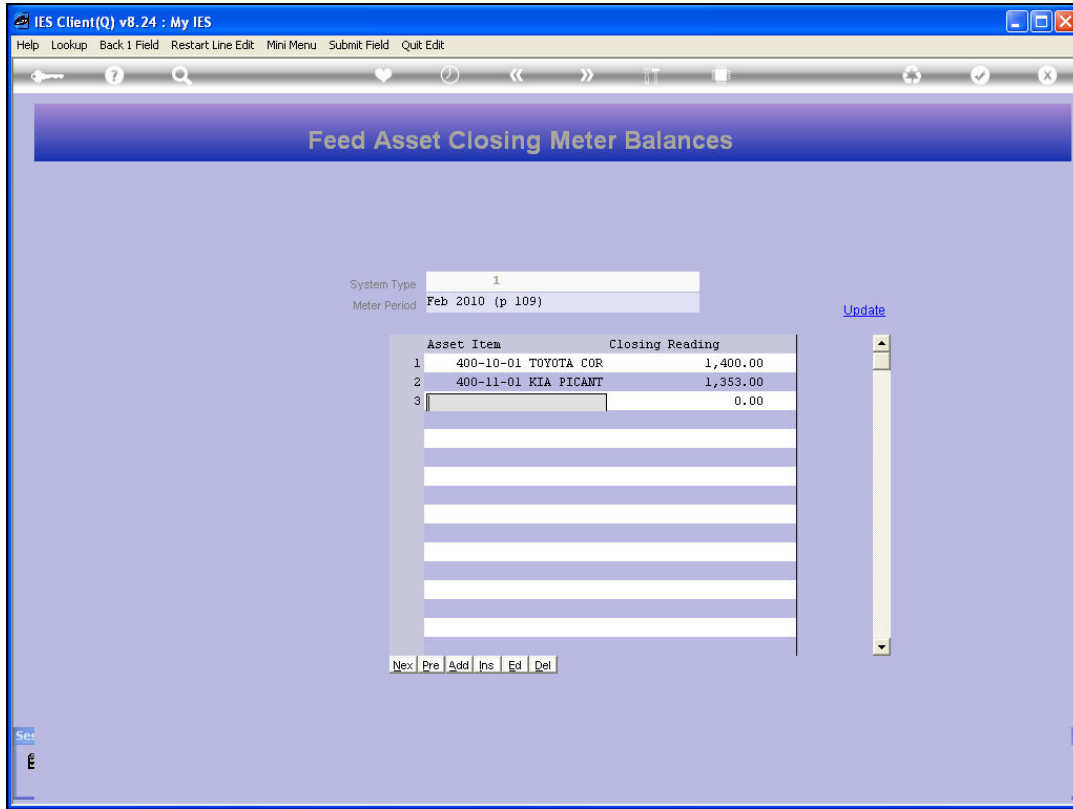 IES Client(Q) v8.24 : My IES
Help Lookup Back 1 Field Restart Line Edit Mini Menu Submit Field Quit Edit
Feed Asset Closing Meter Balances
System Type 1
Meter Period Feb 2010 (p 109)
Update
Asset Item Closing Reading
1 400-10-01 TOYOTA COR 1,400.00
2 400-11-01 KIA PICANT 1,353.00
3 0.00
Nex Pre Add Ins Ed Del
Ses